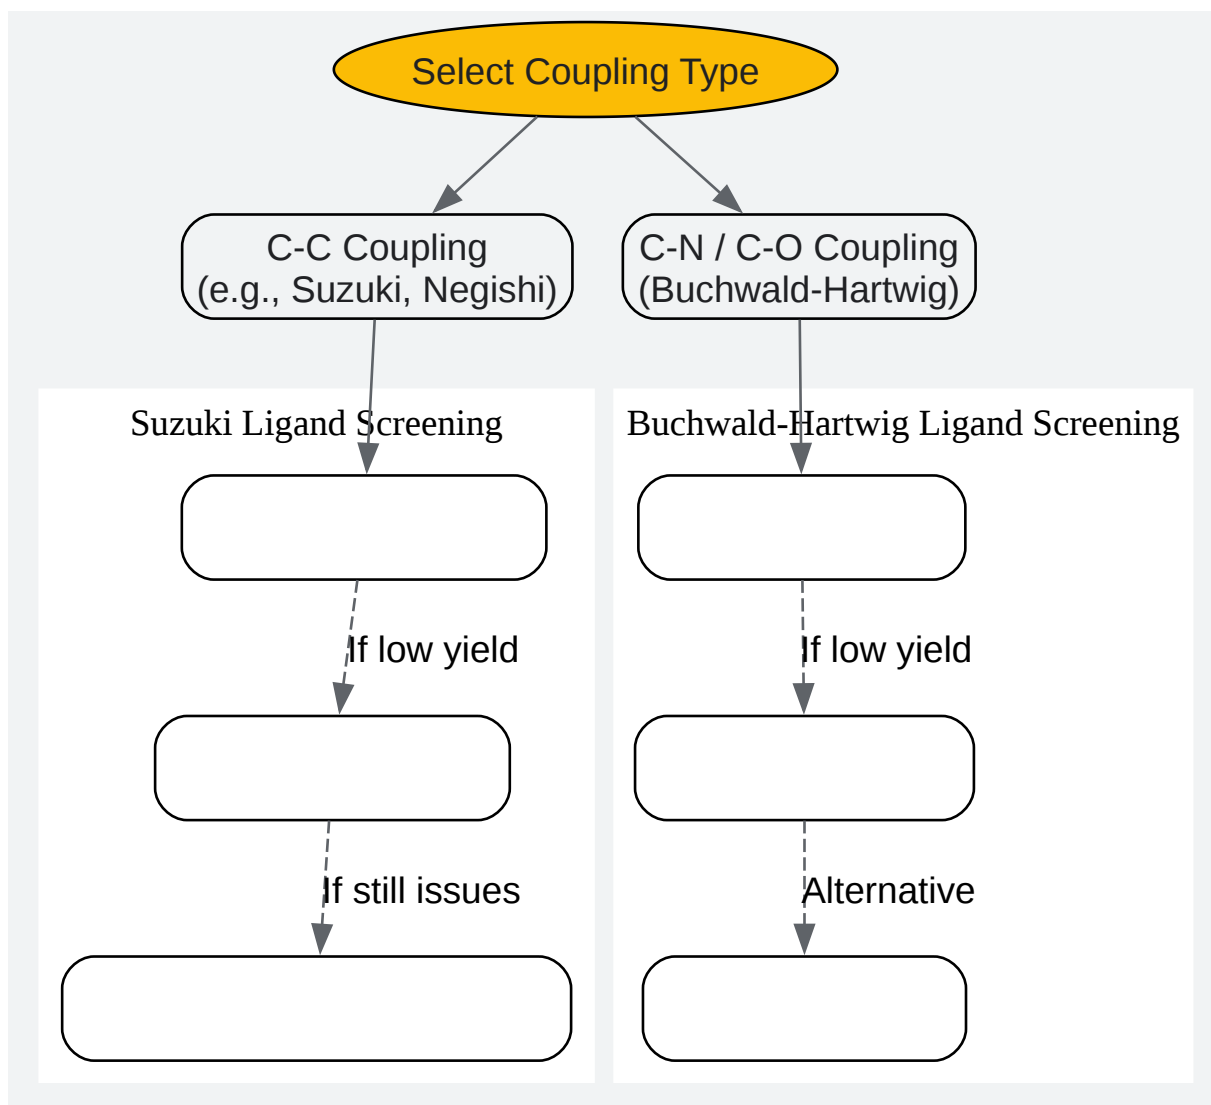 Select Coupling Type
C-C Coupling
(e.g., Suzuki, Negishi)
C-N / C-O Coupling
(Buchwald-Hartwig)
Suzuki Ligand Screening
Buchwald-Hartwig Ligand Screening
If low yield
If low yield
If still issues
Alternative